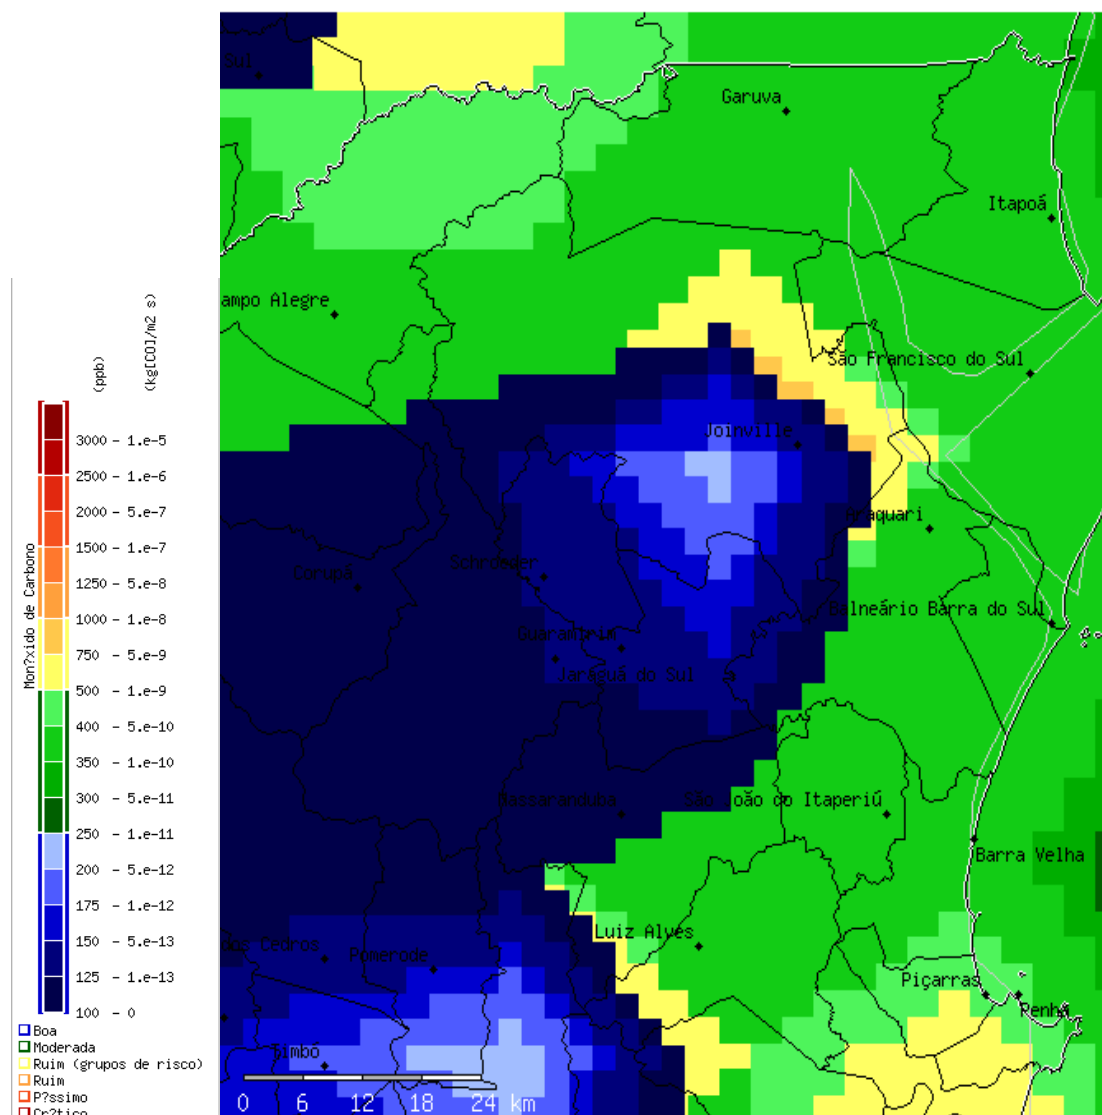 Sul
Garuva
Itapoá
ampo Alegre
São Francisco do Sul
Joinville
Araquari
Corupá
Schroeder
Balneário Barra do Sul
Guaramirim
Jaraguá do Sul
Massaranduba
São João do Itaperiú
Barra Velha
Luiz Alves
dos Cedros
Pomerode
Piçarras
Penha
Timbó
0 6 12 18 24 km
Mon?xido de Carbono
(ppb)
(kg[CO]/m2 s)
3000 - 1.e-5
2500 - 1.e-6
2000 - 5.e-7
1500 - 1.e-7
1250 - 5.e-8
1000 - 1.e-8
750 - 5.e-9
500 - 1.e-9
400 - 5.e-10
350 - 1.e-10
300 - 5.e-11
250 - 1.e-11
200 - 5.e-12
175 - 1.e-12
150 - 5.e-13
125 - 1.e-13
100 - 0
Boa
Moderada
Ruim (grupos de risco)
Ruim
P?ssimo
Cr?tico